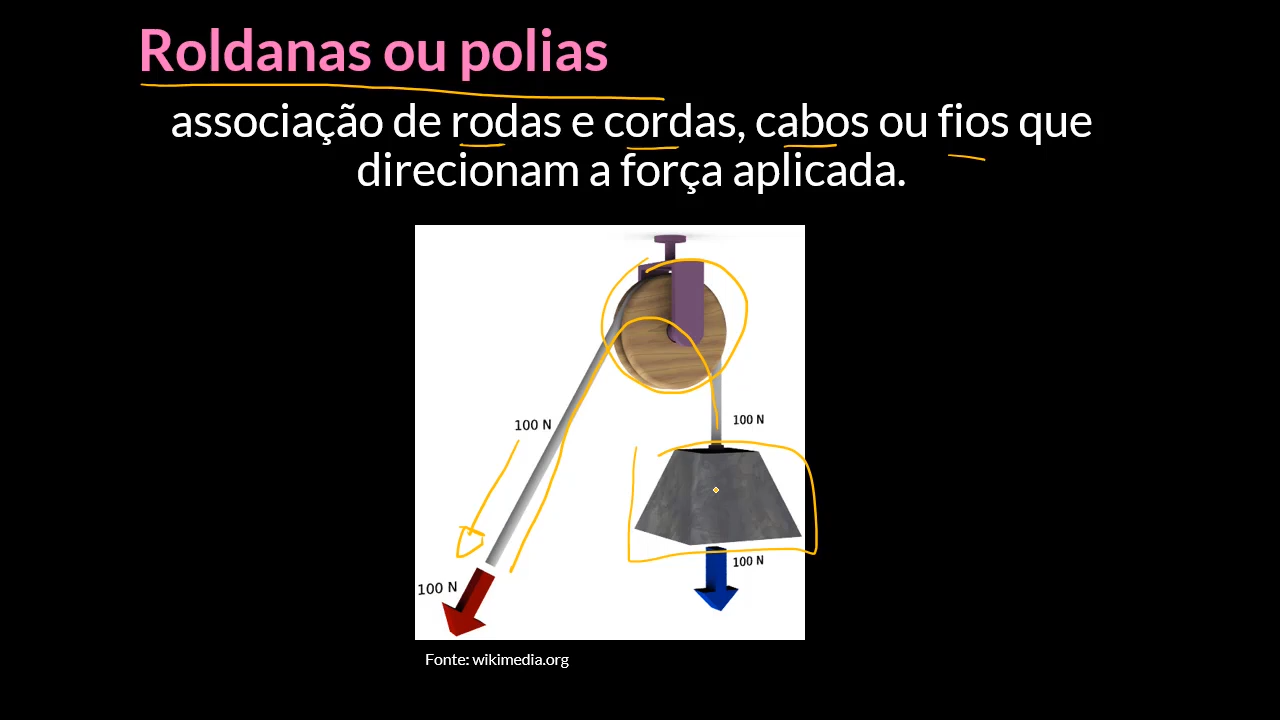 Roldanas ou polias
associação de rodas e cordas, cabos ou fios que
direcionam a força aplicada.
100 N
100 N
100 N
100 N
Fonte: wikimedia.org